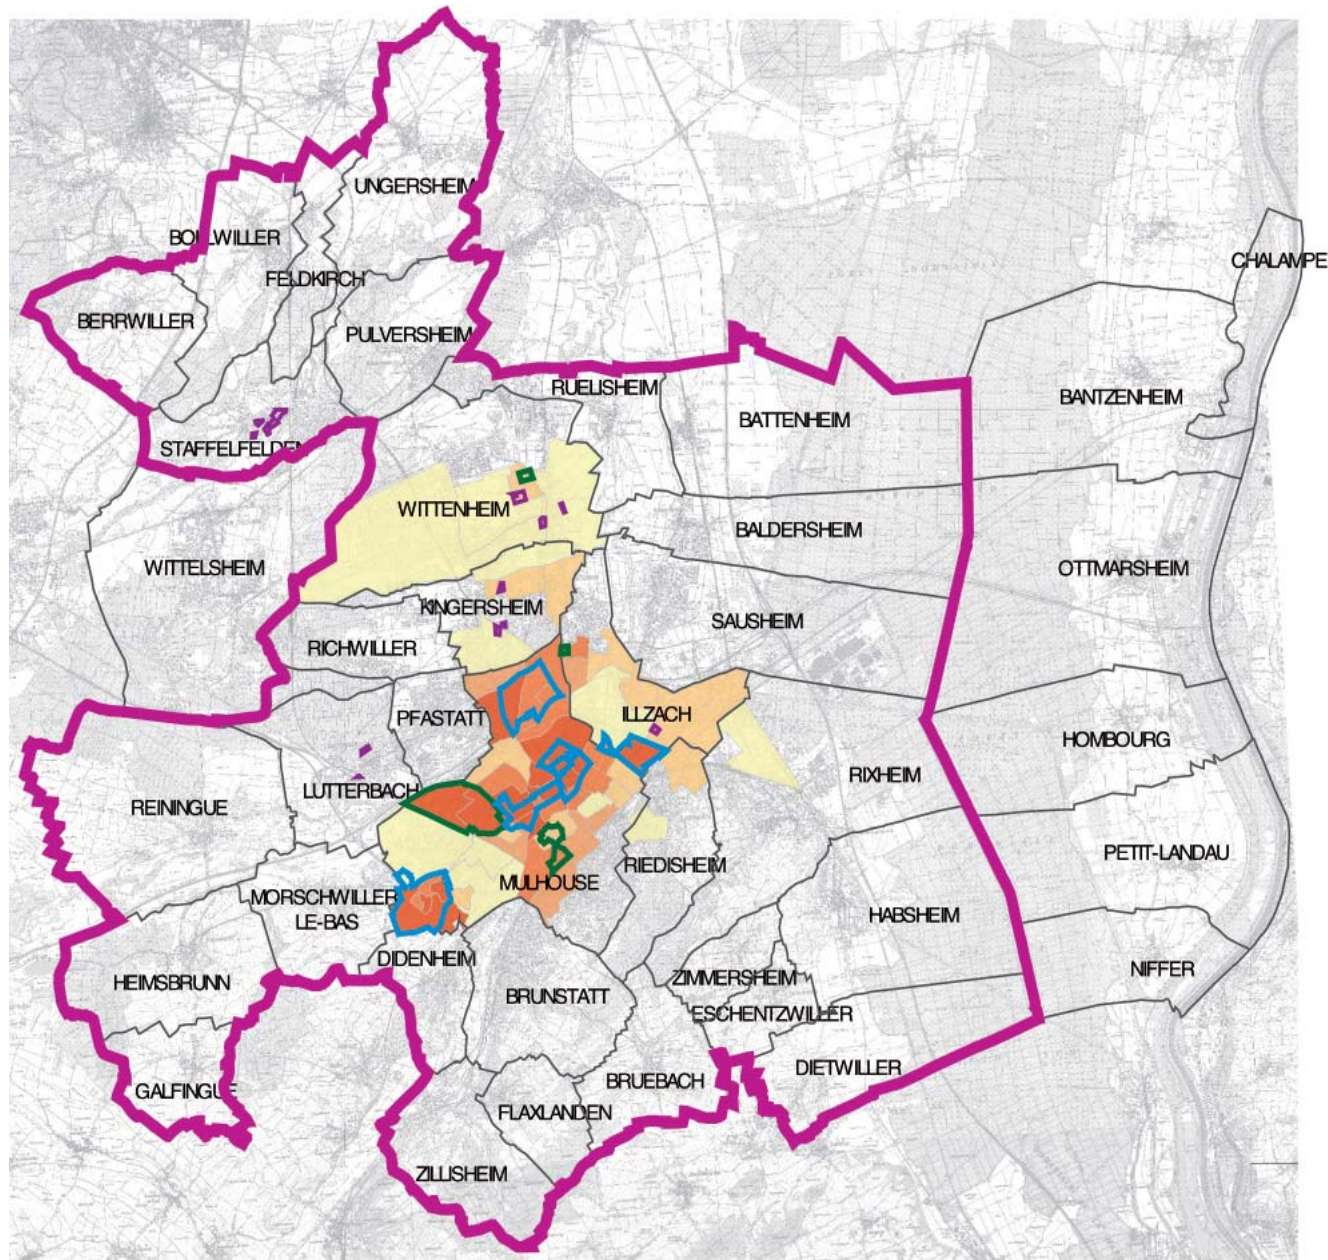 UNGERSHEIM
BOLLWILLER
CHALAMPE
FELDKIRCH
BERRWILLER
PULVERSHEIM
RUELISHEIM
BANTZENHEIM
BATTENHEIM
STAFFELFELDEN
WITTENHEIM
BALDERSHEIM
WITTELSHEIM
OTTMARSHEIM
KINGERSHEIM
SAUSHEIM
RICHWILLER
PFASTATT
ILLZACH
HOMBOURG
RIXHEIM
LUTTERBACH
REININGUE
PETIT-LANDAU
RIEDISHEIM
MULHOUSE
MORSCHWILLER
LE-BAS
HABSHEIM
DIDENHEIM
NIFFER
ZIMMERSHEIM
HEIMSBRUNN
BRUNSTATT
ESCHENTZWILLER
DIETWILLER
BRUEBACH
GALFINGUE
FLAXLANDEN
ZILLISHEIM